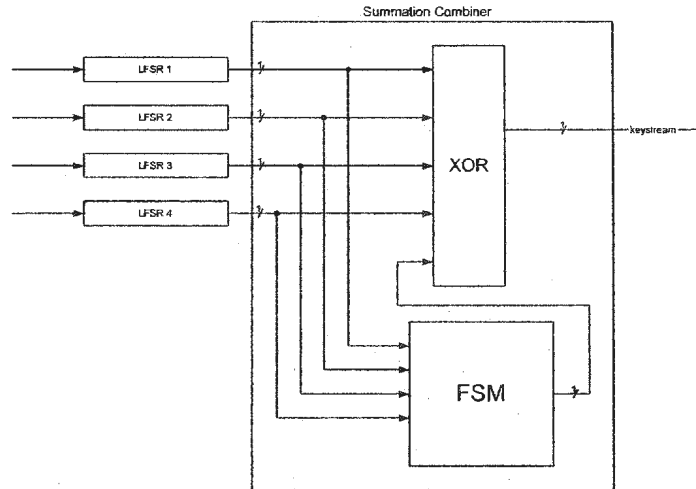 Summation Combiner
LFSR 1
LFSR 2
LFSR 3
LFSR 4
XOR
keystream
FSM